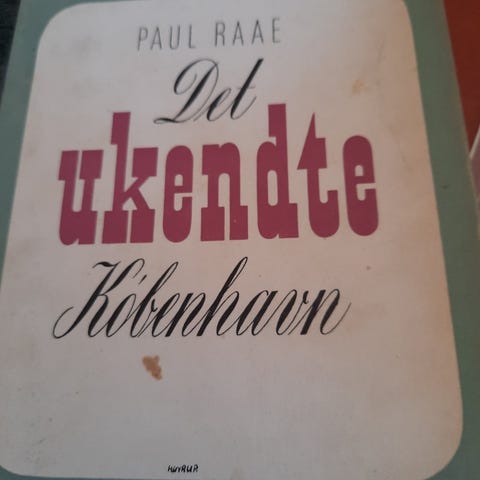 PAUL RAAE
Det
ukendte
København